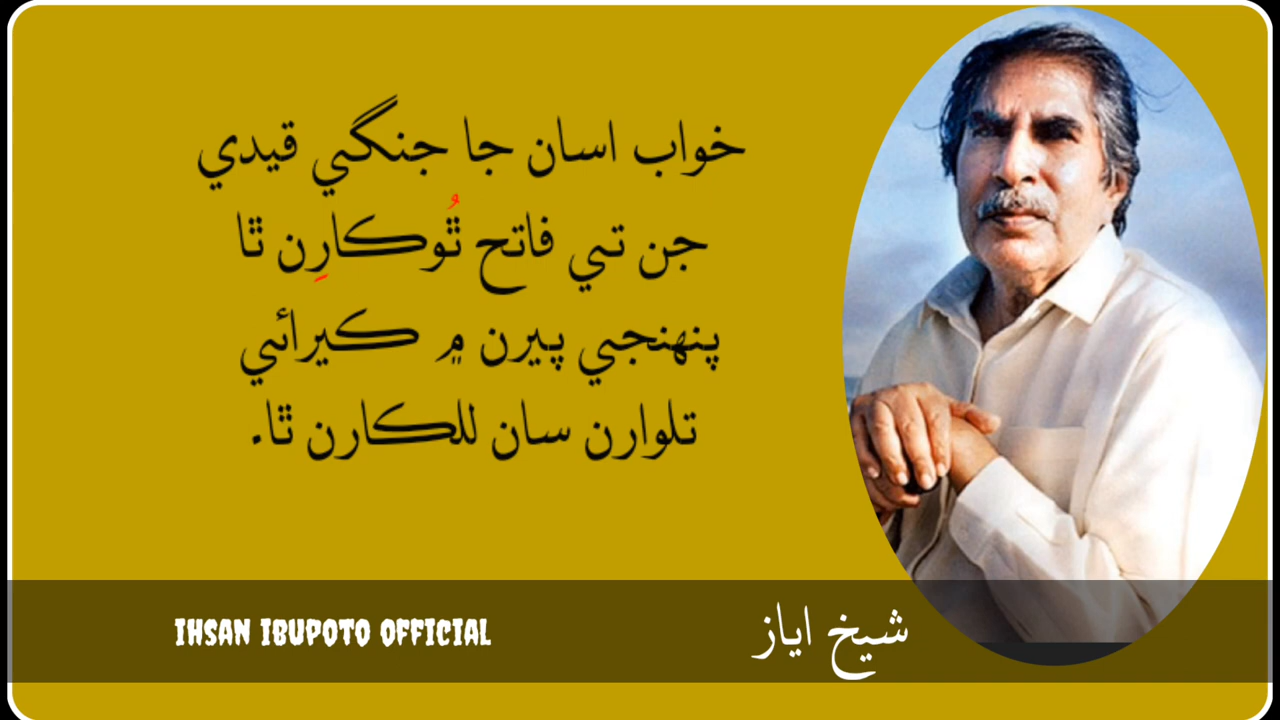 خواب اسان جا جنگي قيدي
جن تي فاتح ٿُوڪارِن ٿا
پنهنجي پيرن ۾ ڪيرائي
تلوارن سان للڪارن ٿا.
شيخ اياز
IHSAN IBUPOTO OFFICIAL